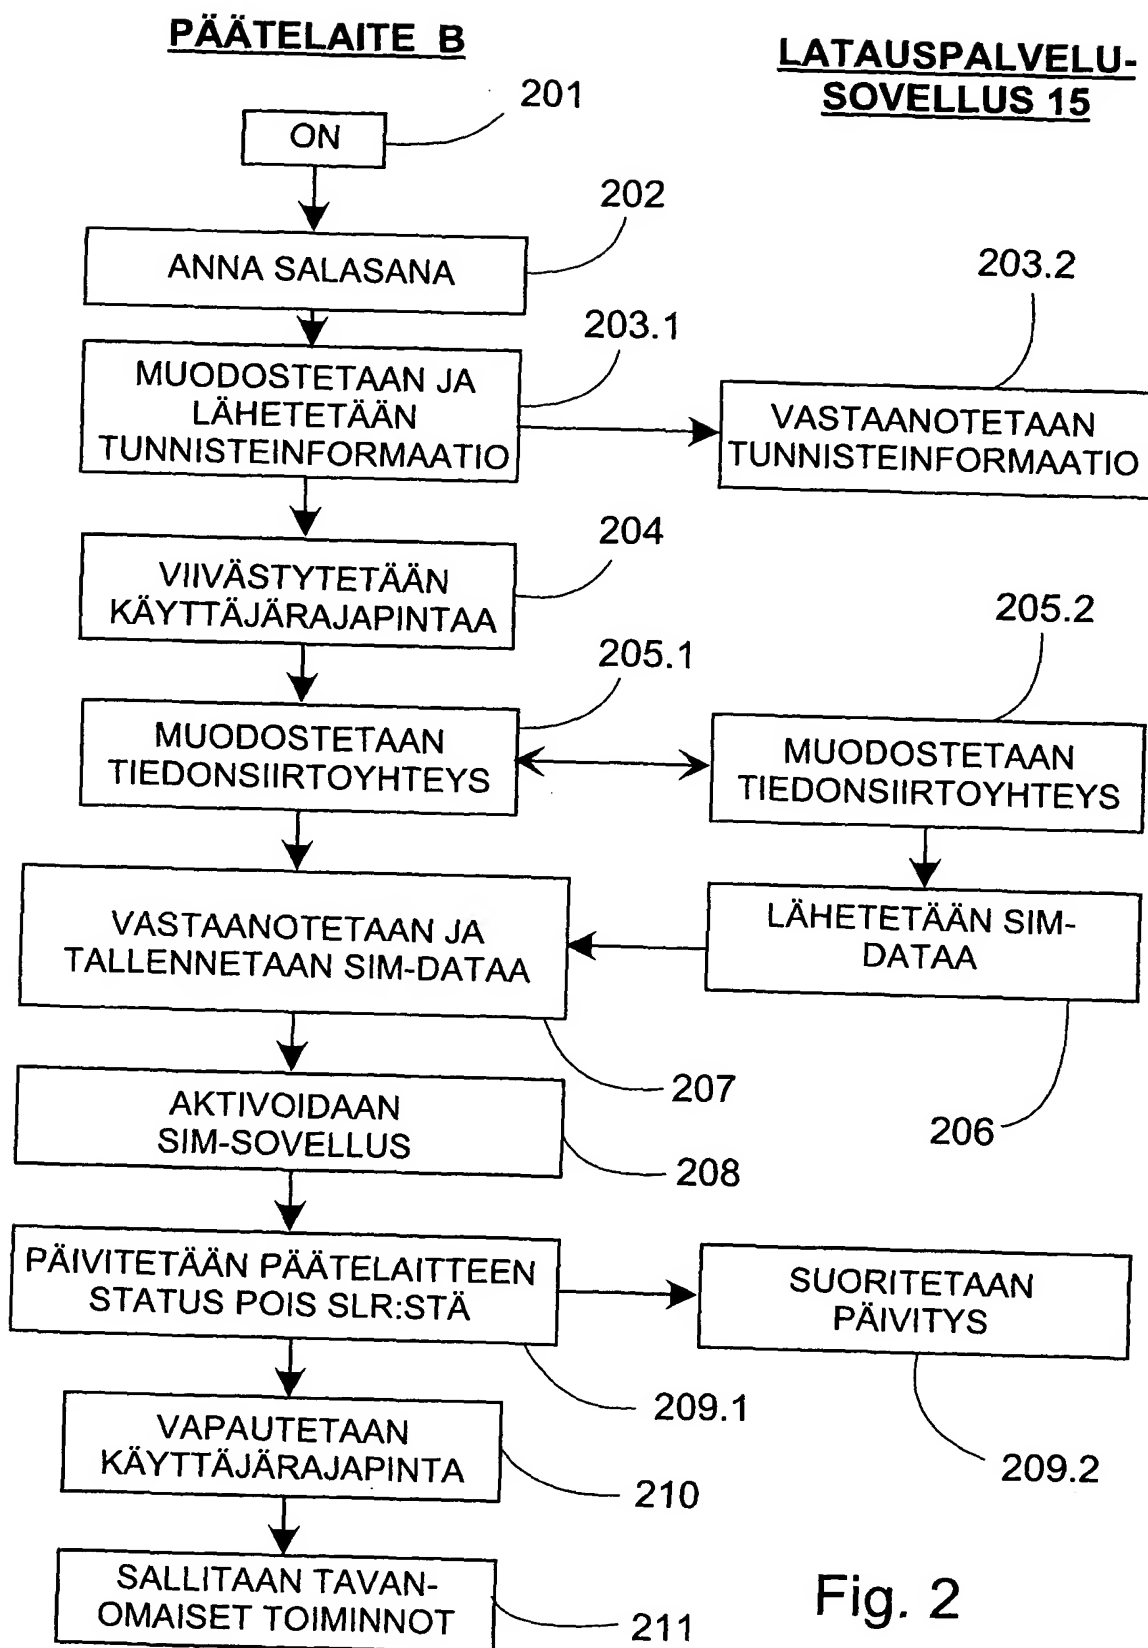 PÄÄTELAITE B
LATAUSPALVELU-
SOVELLUS 15
201
ON
202
ANNA SALASANA
203.1
203.2
MUODOSTETAAN JA
LÄHETETÄÄN
TUNNISTEINFORMAATIO
VASTAANOTETAAN
TUNNISTEINFORMAATIO
204
VIIVÄSTYTETÄÄN
KÄYTTÄJÄRAJAPINTAA
205.1
205.2
MUODOSTETAAN
TIEDONSIIRTOYHTEYS
MUODOSTETAAN
TIEDONSIIRTOYHTEYS
VASTAANOTETAAN JA
TALLENNETAAN SIM-DATAA
LÄHETETÄÄN SIM-
DATAA
207
206
AKTIVOIDAAN
SIM-SOVELLUS
208
PÄIVITETÄÄN PÄÄTELAITTEEN
STATUS POIS SLR:STÄ
SUORITETAAN
PÄIVITYS
209.1
209.2
VAPAUTETAAN
KÄYTTÄJÄRAJAPINTA
210
SALLITAAN TAVAN-
OMAISET TOIMINNOT
211
Fig. 2